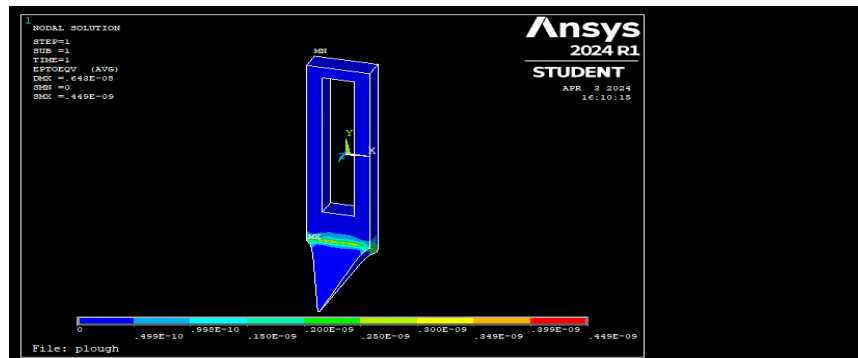 1
NODAL SOLUTION
STEP=1
SUB =1
TIME=1
EPTOEQV (AVG)
DMX =.643E-08
SMN =0
SMX =.449E-09
Ansys
2024 R1
STUDENT
APR 3 2024
16:10:15
MN
Y
X
Z
MX
0 .998E-10 .200E-09 .300E-09 .399E-09
.499E-10 .150E-09 .250E-09 .349E-09 .449E-09
File: plough